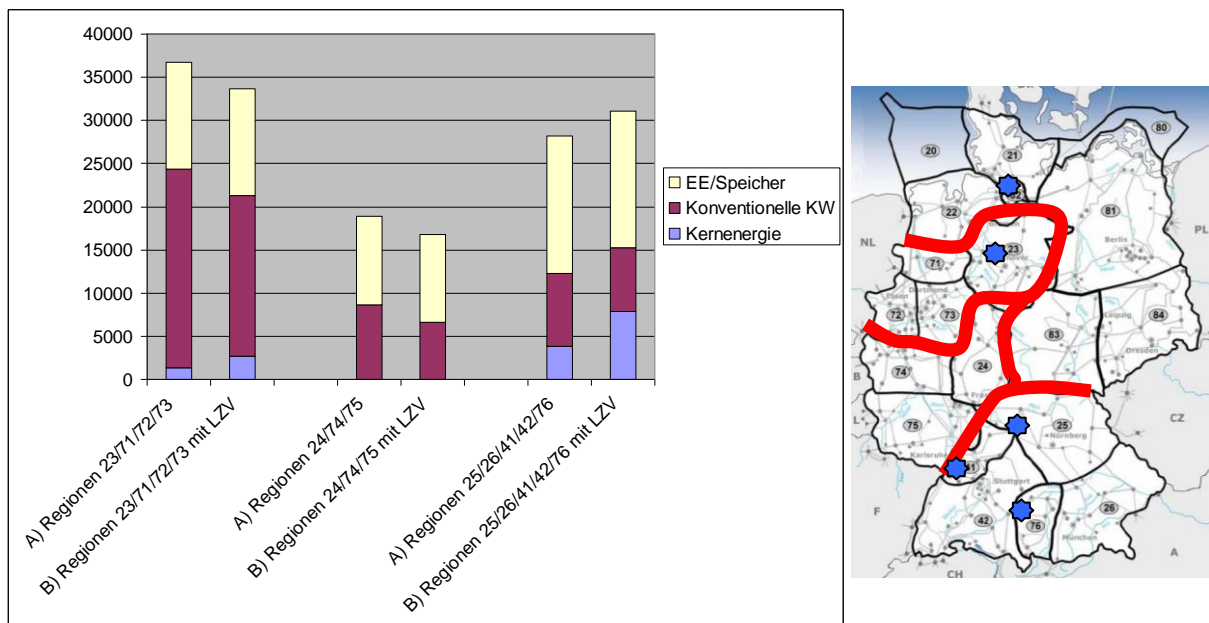 40000
35000
30000
25000
20000
15000
10000
5000
0
A) Regionen 23/71/72/73
B) Regionen 23/71/72/73 mit LZV
A) Regionen 24/74/75
B) Regionen 24/74/75 mit LZV
A) Regionen 25/26/41/42/76
B) Regionen 25/26/41/42/76 mit LZV
EE/Speicher
Konventionelle KW
Kernenergie
80
20
21
22
81
PL
NL
23
Berlin
71
72
73
Leipzig
84
83
Dresden
24
74
B
L
75
25
CZ
Nürnberg
Karlsruhe
Stuttgart
F
42
76
26
München
A
CH